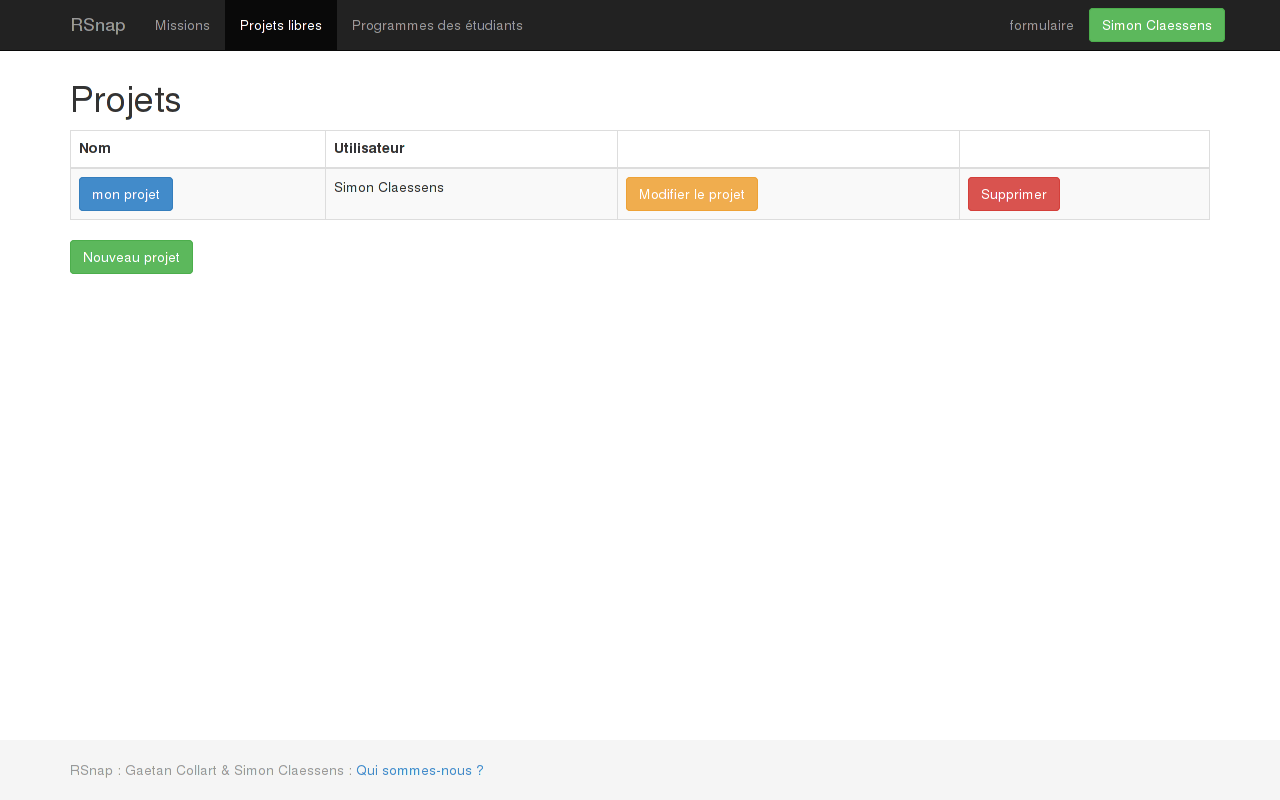 RSnap Missions Projets libres Programmes des étudiants formulaire Simon Claessens
Projets
Nom Utilisateur
mon projet Simon Claessens Modifier le projet Supprimer
Nouveau projet
RSnap : Gaetan Collart & Simon Claessens : Qui sommes-nous ?